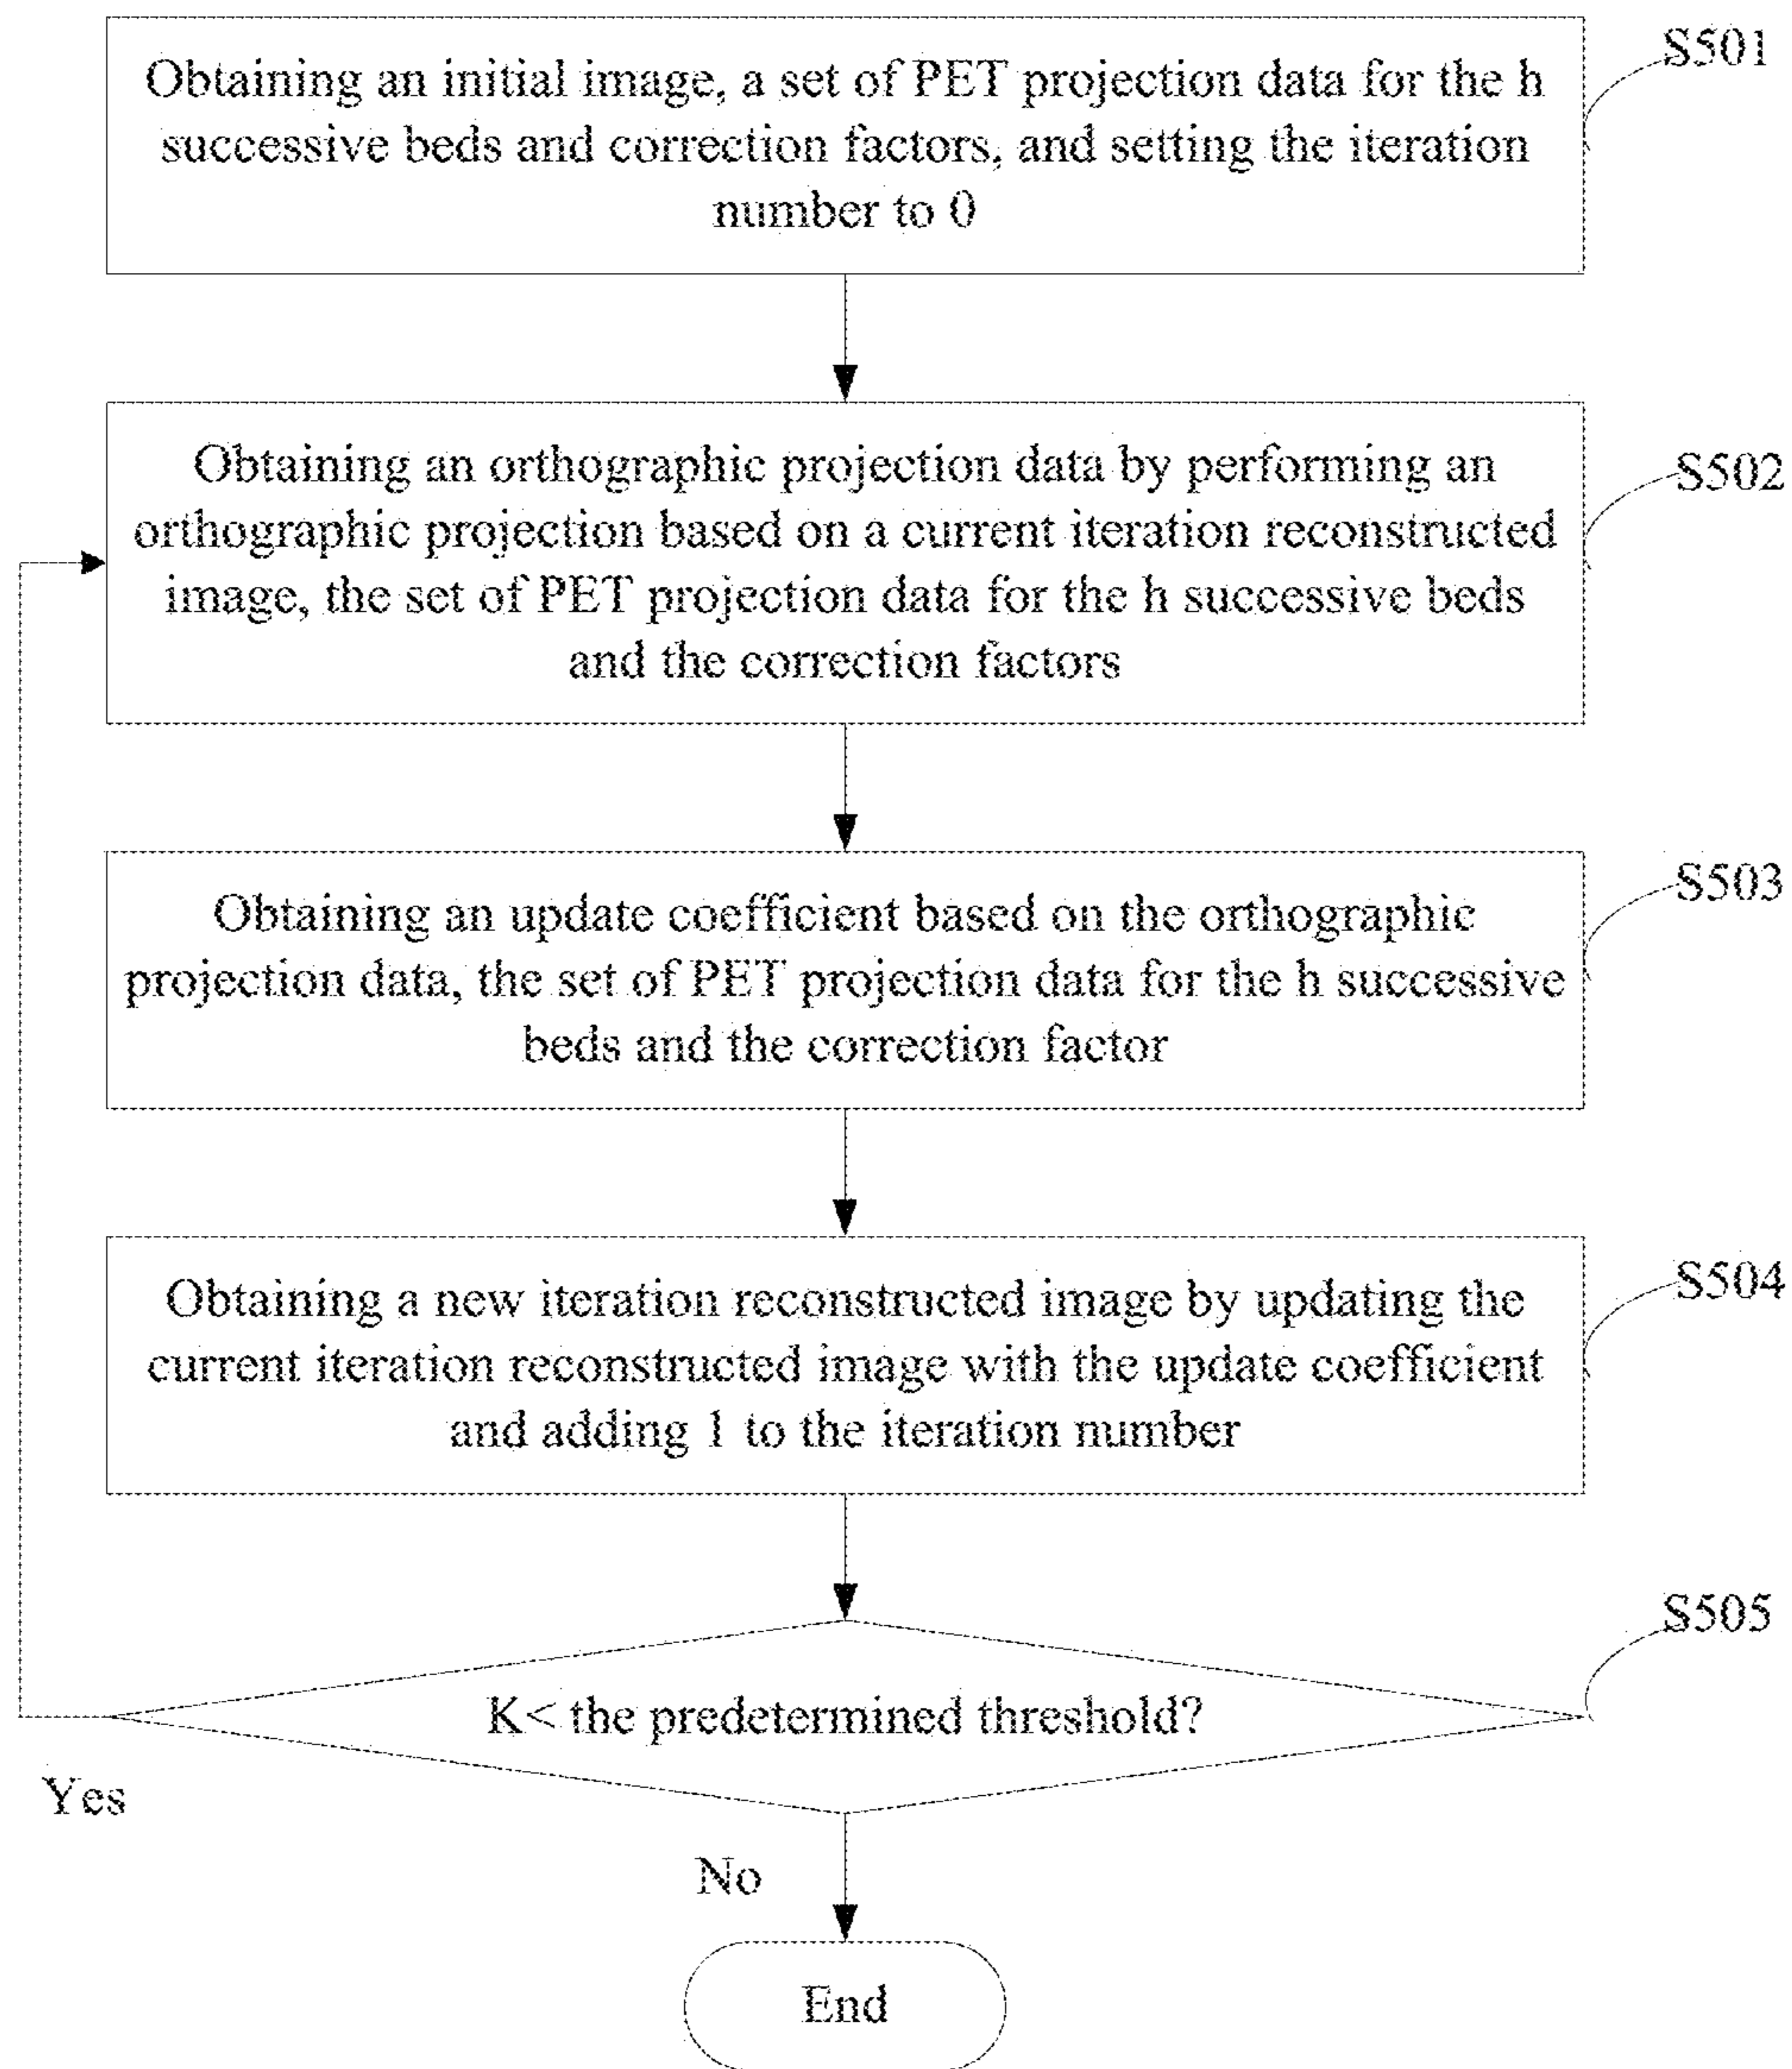 S501
Obtaining an initial image, a set of PET projection data for the h
successive beds and correction factors, and setting the iteration
number to 0
S502
Obtaining an orthographic projection data by performing an
orthographic projection based on a current iteration reconstructed
image, the set of PET projection data for the h successive beds
and the correction factors
S503
Obtaining an update coefficient based on the orthographic
projection data, the set of PET projection data for the h successive
beds and the correction factor
S504
Obtaining a new iteration reconstructed image by updating the
current iteration reconstructed image with the update coefficient
and adding 1 to the iteration number
S505
K< the predetermined threshold?
Yes
No
End